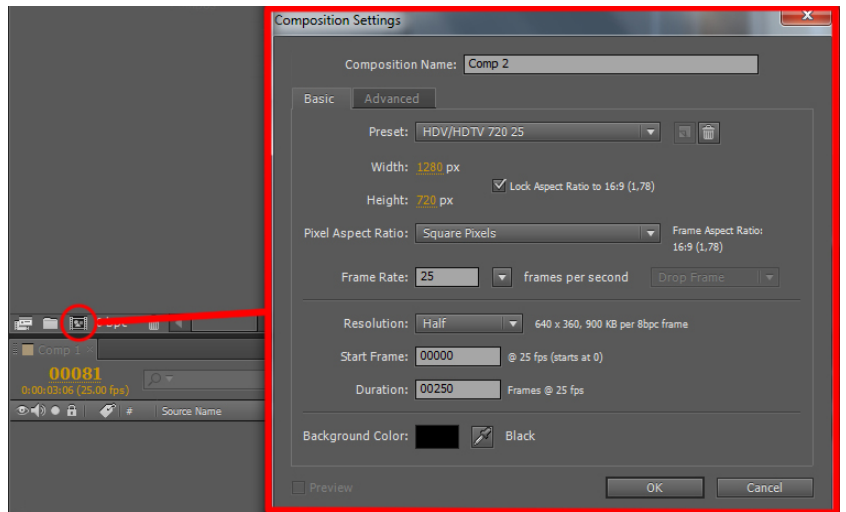 Composition Settings
x
Composition Name: Comp 2
Basic Advanced
Preset: HDV/HDTV 720 25
Width: 1280 px
Lock Aspect Ratio to 16:9 (1,78)
Height: 720 px
Pixel Aspect Ratio: Square Pixels
Frame Aspect Ratio:
16:9 (1,78)
Frame Rate: 25 frames per second Drop Frame
Resolution: Half 640 x 360, 900 KB per 8bpc frame
Start Frame: 00000 @ 25 fps (starts at 0)
Duration: 00250 Frames @ 25 fps
Background Color: Black
Preview OK Cancel
bpc
Comp 1 ×
00081
0:00:03:06 (25.00 fps)
# Source Name